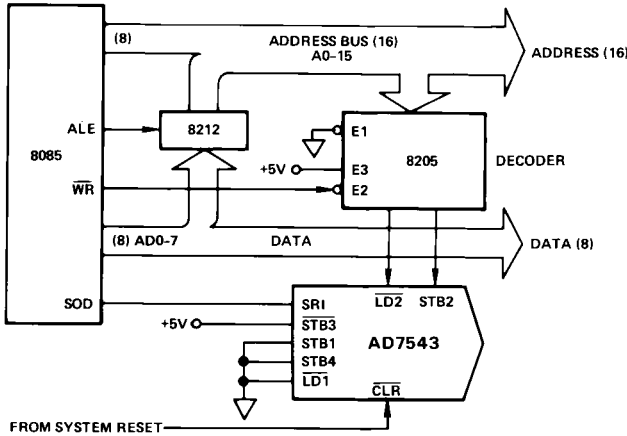 (8)
ADDRESS BUS (16)
A0–15
ADDRESS (16)
ALE
8212
E1
8085
8205
DECODER
+5V
E3
WR
E2
(8) AD0-7
DATA
DATA (8)
SOD
SRI
LD2
STB2
+5V
STB3
STB1
AD7543
STB4
LD1
CLR
FROM SYSTEM RESET